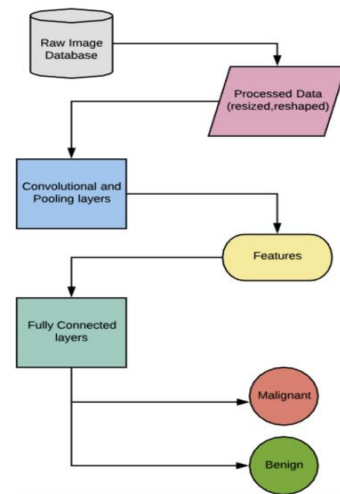 Raw Image
Database
Processed Data
(resized,reshaped)
Convolutional and
Pooling layers
Features
Fully Connected
layers
Malignant
Benign